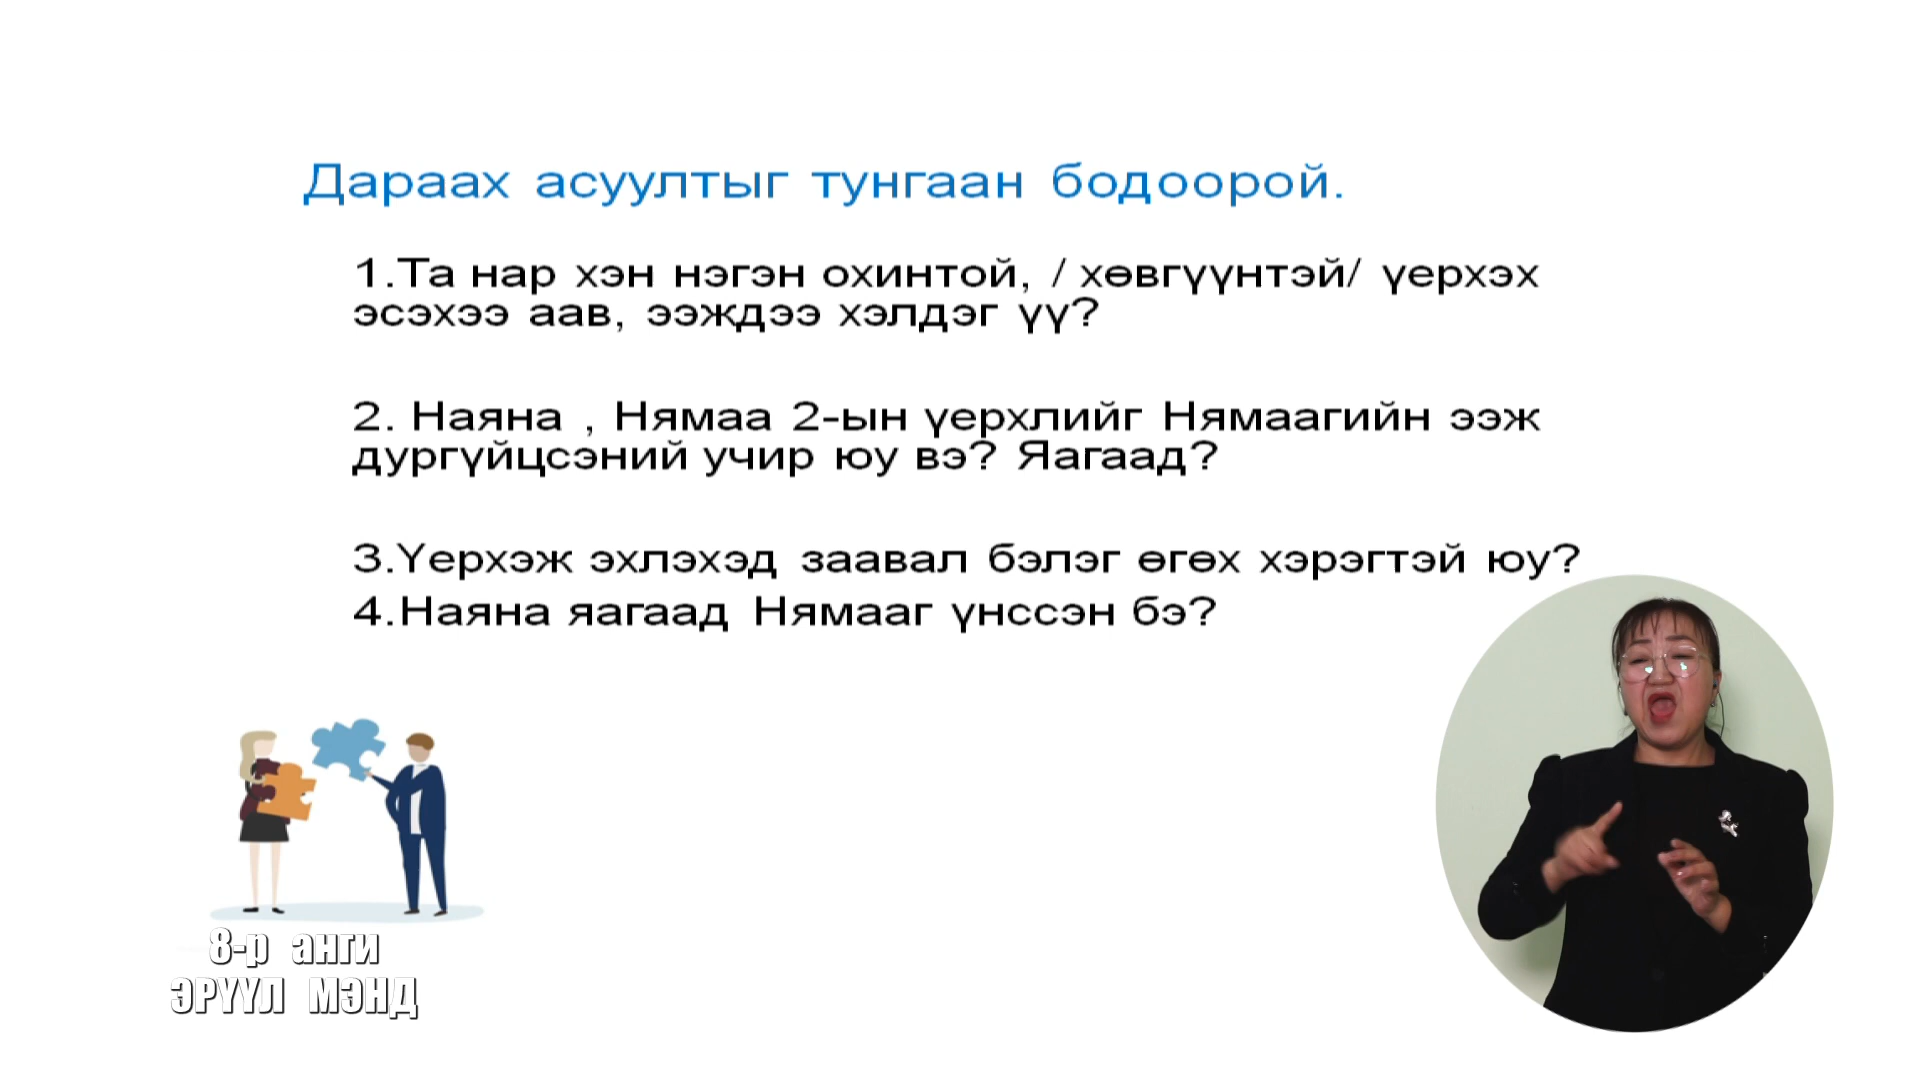 Дараах асуултыг тунгаан бодоорой.
1.Та нар хэн нэгэн охинтой, / хөвгүүнтэй/ үерхэх
эсэхээ аав, ээждээ хэлдэг үү?
2. Наяна , Нямаа 2-ын үерхлийг Нямаагийн ээж
дургүйцсэний учир юу вэ? Яагаад?
3.Үерхэж эхлэхэд заавал бэлэг өгөх хэрэгтэй юу?
4.Наяна яагаад Нямааг үнссэн бэ?
8-р анги
ЭРҮҮЛ МЭНД